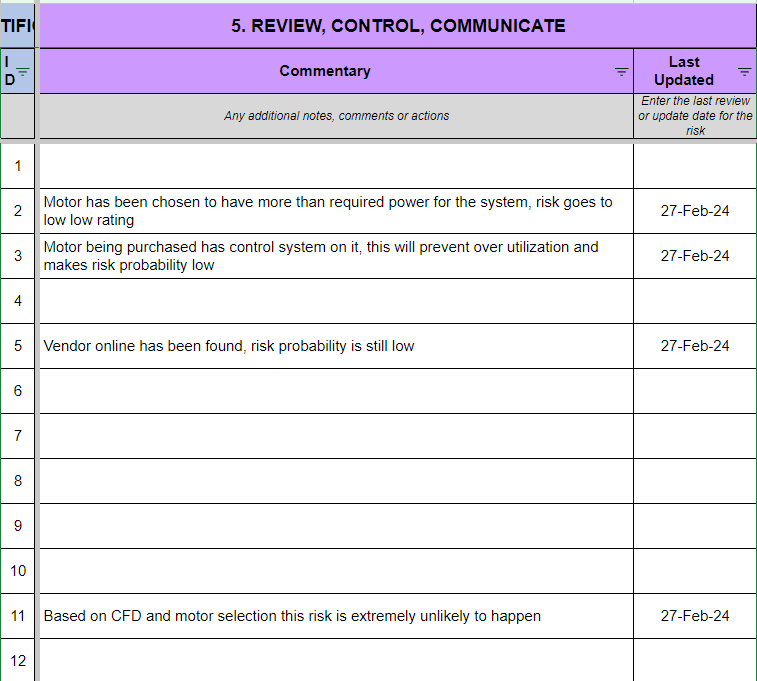 TIFI
5. REVIEW, CONTROL, COMMUNICATE
I
D
Commentary
Last
Updated
Any additional notes, comments or actions
Enter the last review
or update date for the
risk
1
2
Motor has been chosen to have more than required power for the system, risk goes to
low low rating
27-Feb-24
3
Motor being purchased has control system on it, this will prevent over utilization and
makes risk probability low
27-Feb-24
4
5
Vendor online has been found, risk probability is still low
27-Feb-24
6
7
8
9
10
11
Based on CFD and motor selection this risk is extremely unlikely to happen
27-Feb-24
12